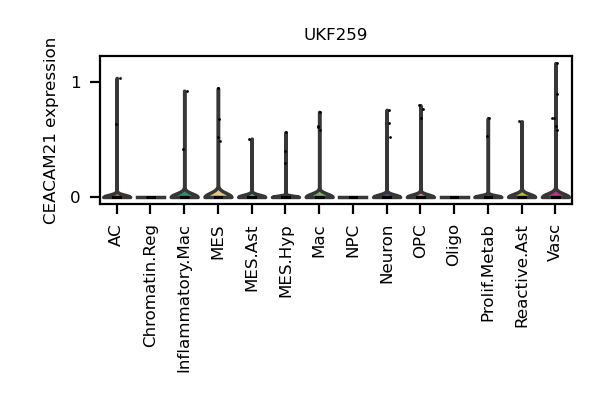 UKF259
CEACAM21 expression
1
0
AC
Chromatin.Reg
Inflammatory.Mac
MES
MES.Ast
MES.Hyp
Mac
NPC
Neuron
OPC
Oligo
Prolif.Metab
Reactive.Ast
Vasc